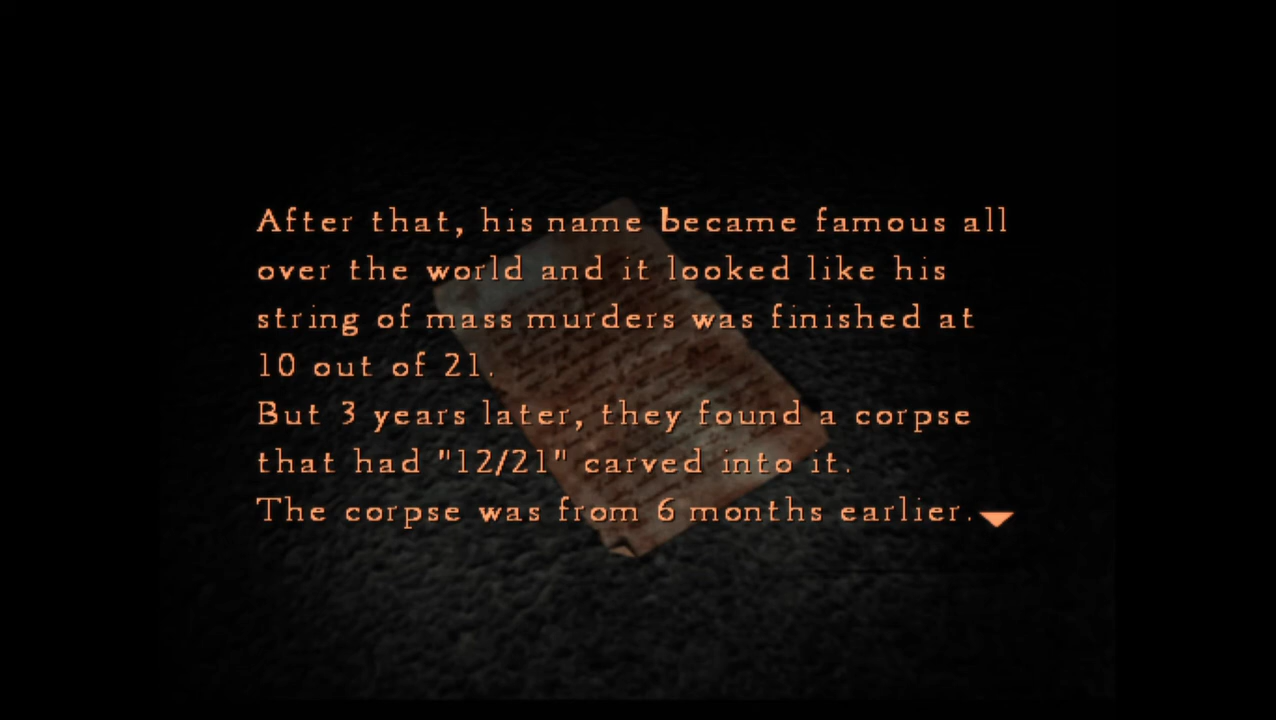 After that, his name became famous all
over the world and it looked like his
string of mass murders was finished at
10 out of 21.
But 3 years later, they found a corpse
that had "12/21" carved into it.
The corpse was from 6 months earlier.